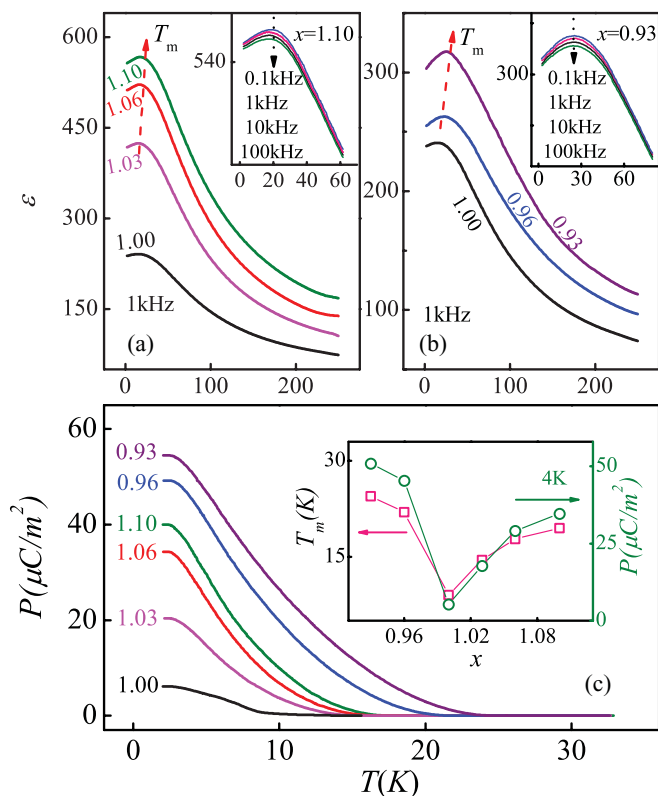 600
450
300
150
ε
T_m
1.10
1.06
1.03
1.00
1kHz
(a)
0
100
200
540
x=1.10
0.1kHz
1kHz
10kHz
100kHz
0
20
40
60
300
200
100
T_m
0.93
0.96
1.00
1kHz
(b)
0
100
200
300
x=0.93
0.1kHz
1kHz
10kHz
100kHz
0
30
60
60
40
20
0
P(μC/m²)
0.93
0.96
1.10
1.06
1.03
1.00
(c)
0
10
20
30
T(K)
30
15
T_m(K)
4K
50
25
0
P(μC/m²)
0.96
1.02
1.08
x